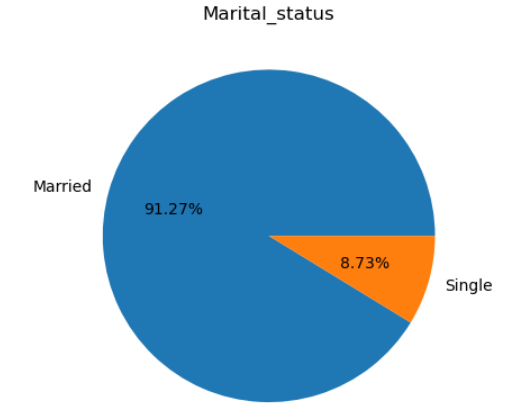 Marital_status
Married
91.27%
8.73%
Single